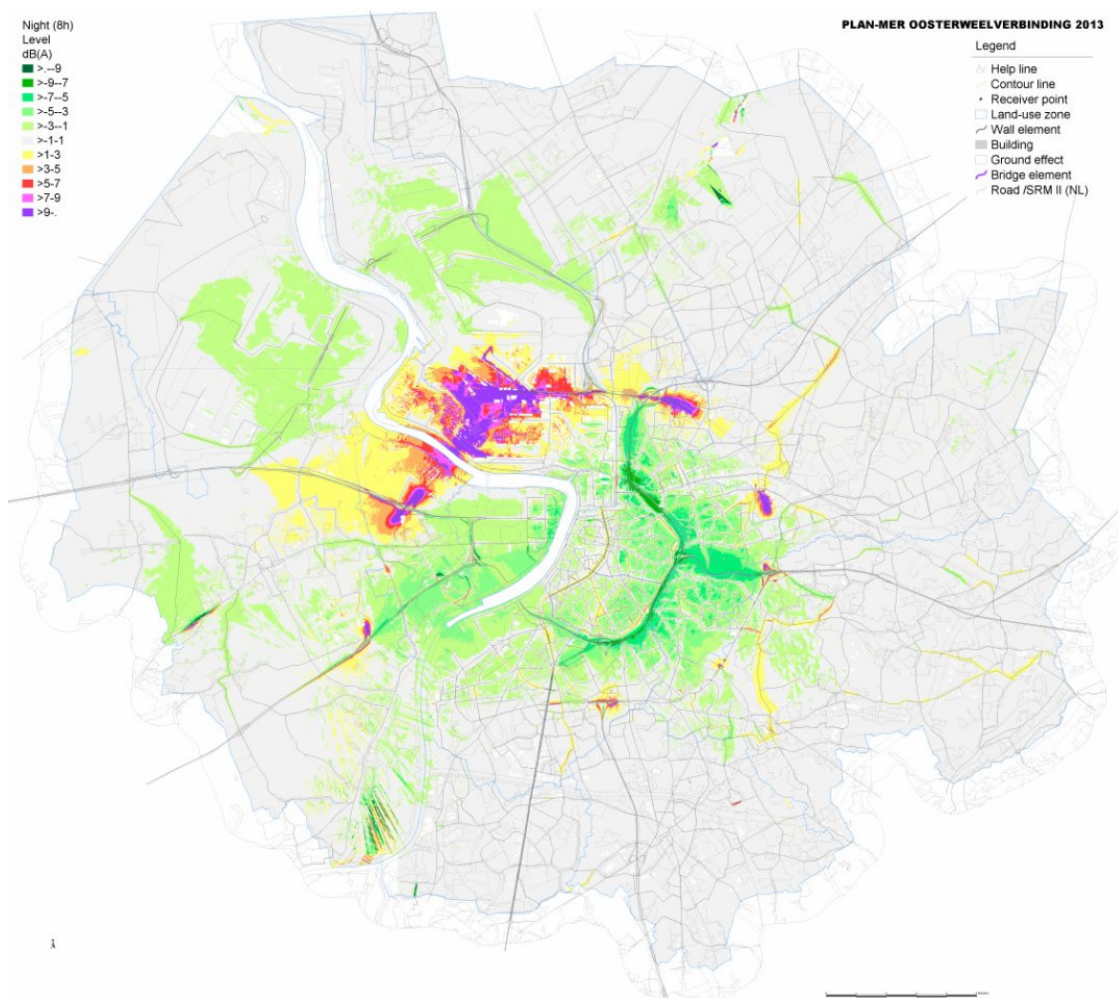 Night (8h)
Level
dB(A)
>.--9
>-9--7
>-7--5
>-5--3
>-3--1
>-1-1
>1-3
>3-5
>5-7
>7-9
>9-.
PLAN-MER OOSTERWEELVERBINDING 2013
Legend
Help line
Contour line
Receiver point
Land-use zone
Wall element
Building
Ground effect
Bridge element
Road /SRM II (NL)